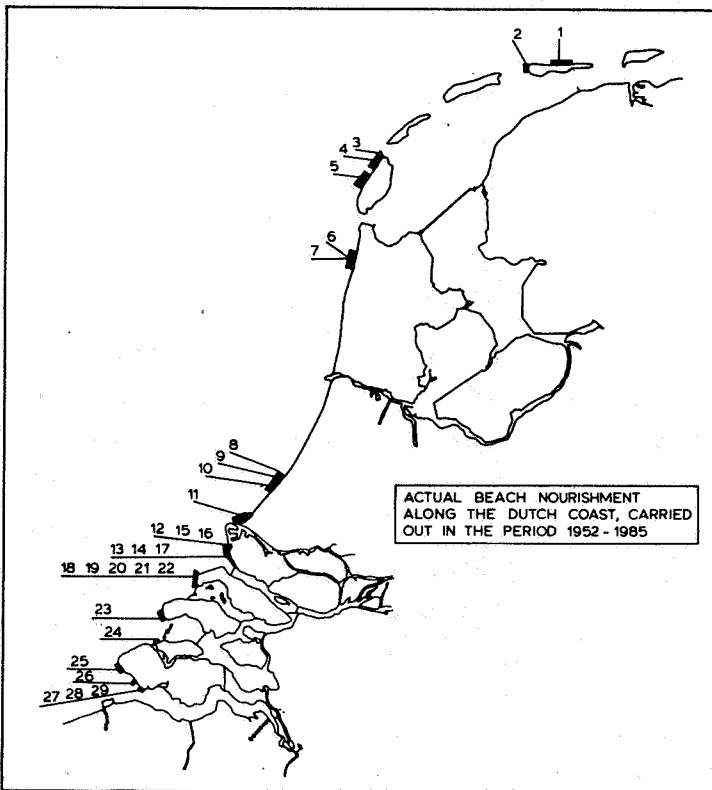 1
2
3
4
5
6
7
8
9
10
11
ACTUAL BEACH NOURISHMENT
ALONG THE DUTCH COAST, CARRIED
OUT IN THE PERIOD 1952 - 1985
12 15 16
13 14 17
18 19 20 21 22
23
24
25
26
27 28 29